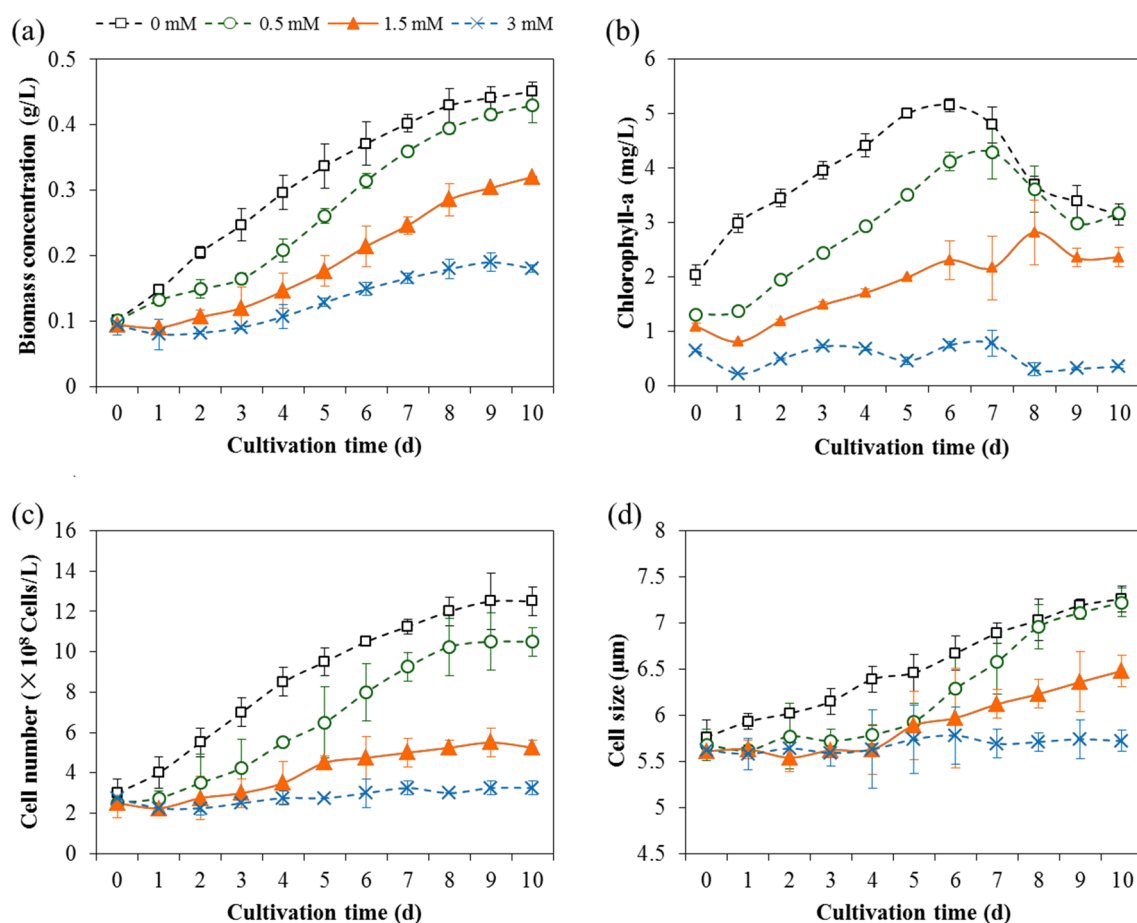 0 mM 0.5 mM 1.5 mM 3 mM
(a)
Biomass concentration (g/L)
0.5
0.4
0.3
0.2
0.1
0
0 1 2 3 4 5 6 7 8 9 10
Cultivation time (d)
(b)
Chlorophyll-a (mg/L)
6
5
4
3
2
1
0
0 1 2 3 4 5 6 7 8 9 10
Cultivation time (d)
(c)
Cell number (× 10⁸ Cells/L)
16
14
12
10
8
6
4
2
0
0 1 2 3 4 5 6 7 8 9 10
Cultivation time (d)
(d)
Cell size (μm)
8
7.5
7
6.5
6
5.5
5
4.5
0 1 2 3 4 5 6 7 8 9 10
Cultivation time (d)